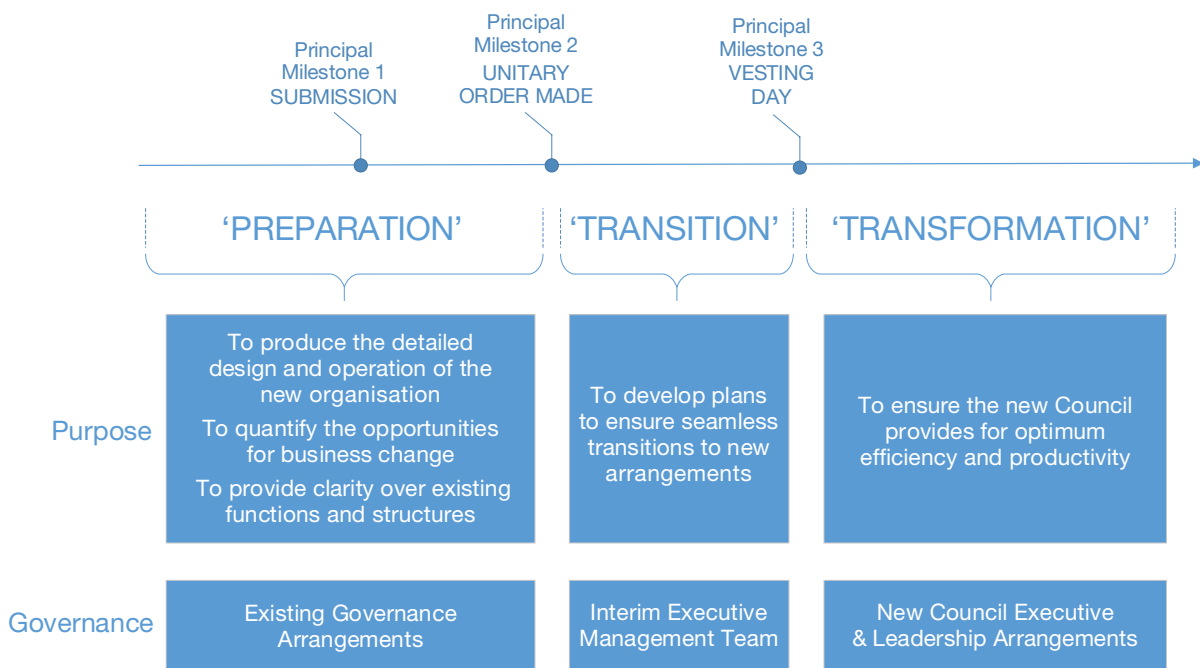 Principal
Milestone 1
SUBMISSION
Principal
Milestone 2
UNITARY
ORDER MADE
Principal
Milestone 3
VESTING
DAY
‘PREPARATION’
‘TRANSITION’
‘TRANSFORMATION’
Purpose
To produce the detailed
design and operation of the
new organisation
To quantify the opportunities
for business change
To provide clarity over existing
functions and structures
To develop plans
to ensure seamless
transitions to new
arrangements
To ensure the new Council
provides for optimum
efficiency and productivity
Governance
Existing Governance
Arrangements
Interim Executive
Management Team
New Council Executive
& Leadership Arrangements